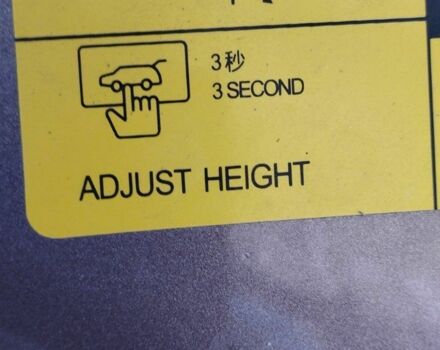 3秒
3 SECOND
ADJUST HEIGHT